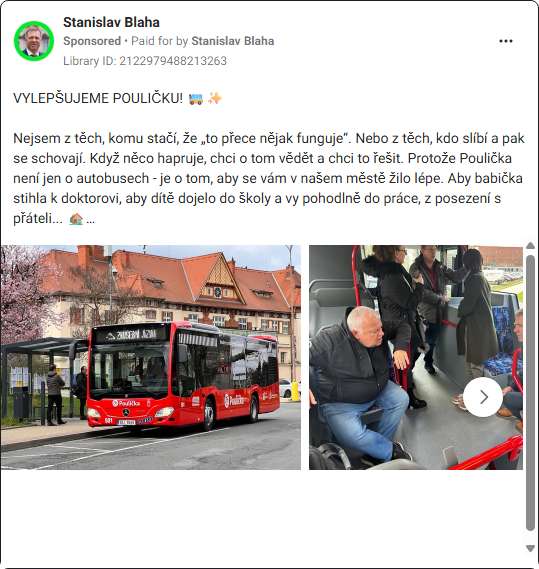 Stanislav Blaha
Sponsored • Paid for by Stanislav Blaha
Library ID: 2122979488213263
VYLEPŠUJEME POULIČKU! 🚌 ✨
Nejsem z těch, komu stačí, že „to přece nějak funguje“. Nebo z těch, kdo slíbí a pak
se schovají. Když něco hapruje, chci o tom vědět a chci to řešit. Protože Poulička
není jen o autobusech - je o tom, aby se vám v našem městě žilo lépe. Aby babička
stihla k doktorovi, aby dítě dojelo do školy a vy pohodlně do práce, z posezení s
přáteli... 🏠 ...
Poulička